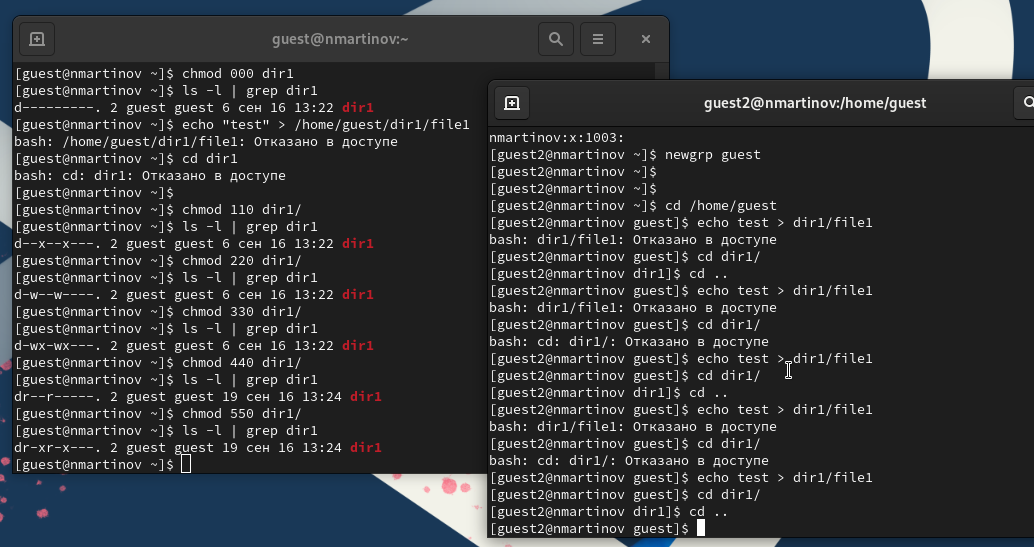 guest@nmartinov:~
[guest@nmartinov ~]$ chmod 000 dir1
[guest@nmartinov ~]$ ls -l | grep dir1
d---------. 2 guest guest 6 сен 16 13:22 dir1
[guest@nmartinov ~]$ echo "test" > /home/guest/dir1/file1
bash: /home/guest/dir1/file1: Отказано в доступе
[guest@nmartinov ~]$ cd dir1
bash: cd: dir1: Отказано в доступе
[guest@nmartinov ~]$
[guest@nmartinov ~]$ chmod 110 dir1/
[guest@nmartinov ~]$ ls -l | grep dir1
d--x--x---. 2 guest guest 6 сен 16 13:22 dir1
[guest@nmartinov ~]$ chmod 220 dir1/
[guest@nmartinov ~]$ ls -l | grep dir1
d-w--w----. 2 guest guest 6 сен 16 13:22 dir1
[guest@nmartinov ~]$ chmod 330 dir1/
[guest@nmartinov ~]$ ls -l | grep dir1
d-wx-wx---. 2 guest guest 6 сен 16 13:22 dir1
[guest@nmartinov ~]$ chmod 440 dir1/
[guest@nmartinov ~]$ ls -l | grep dir1
dr--r-----. 2 guest guest 19 сен 16 13:24 dir1
[guest@nmartinov ~]$ chmod 550 dir1/
[guest@nmartinov ~]$ ls -l | grep dir1
dr-xr-x---. 2 guest guest 19 сен 16 13:24 dir1
[guest@nmartinov ~]$
guest2@nmartinov:/home/guest
nmartinov:x:1003:
[guest2@nmartinov ~]$ newgrp guest
[guest2@nmartinov ~]$
[guest2@nmartinov ~]$
[guest2@nmartinov ~]$ cd /home/guest
[guest2@nmartinov guest]$ echo test > dir1/file1
bash: dir1/file1: Отказано в доступе
[guest2@nmartinov guest]$ cd dir1/
[guest2@nmartinov dir1]$ cd ..
[guest2@nmartinov guest]$ echo test > dir1/file1
bash: dir1/file1: Отказано в доступе
[guest2@nmartinov guest]$ cd dir1/
bash: cd: dir1/: Отказано в доступе
[guest2@nmartinov guest]$ echo test > dir1/file1
[guest2@nmartinov guest]$ cd dir1/
[guest2@nmartinov dir1]$ cd ..
[guest2@nmartinov guest]$ echo test > dir1/file1
bash: dir1/file1: Отказано в доступе
[guest2@nmartinov guest]$ cd dir1/
bash: cd: dir1/: Отказано в доступе
[guest2@nmartinov guest]$ echo test > dir1/file1
[guest2@nmartinov guest]$ cd dir1/
[guest2@nmartinov dir1]$ cd ..
[guest2@nmartinov guest]$